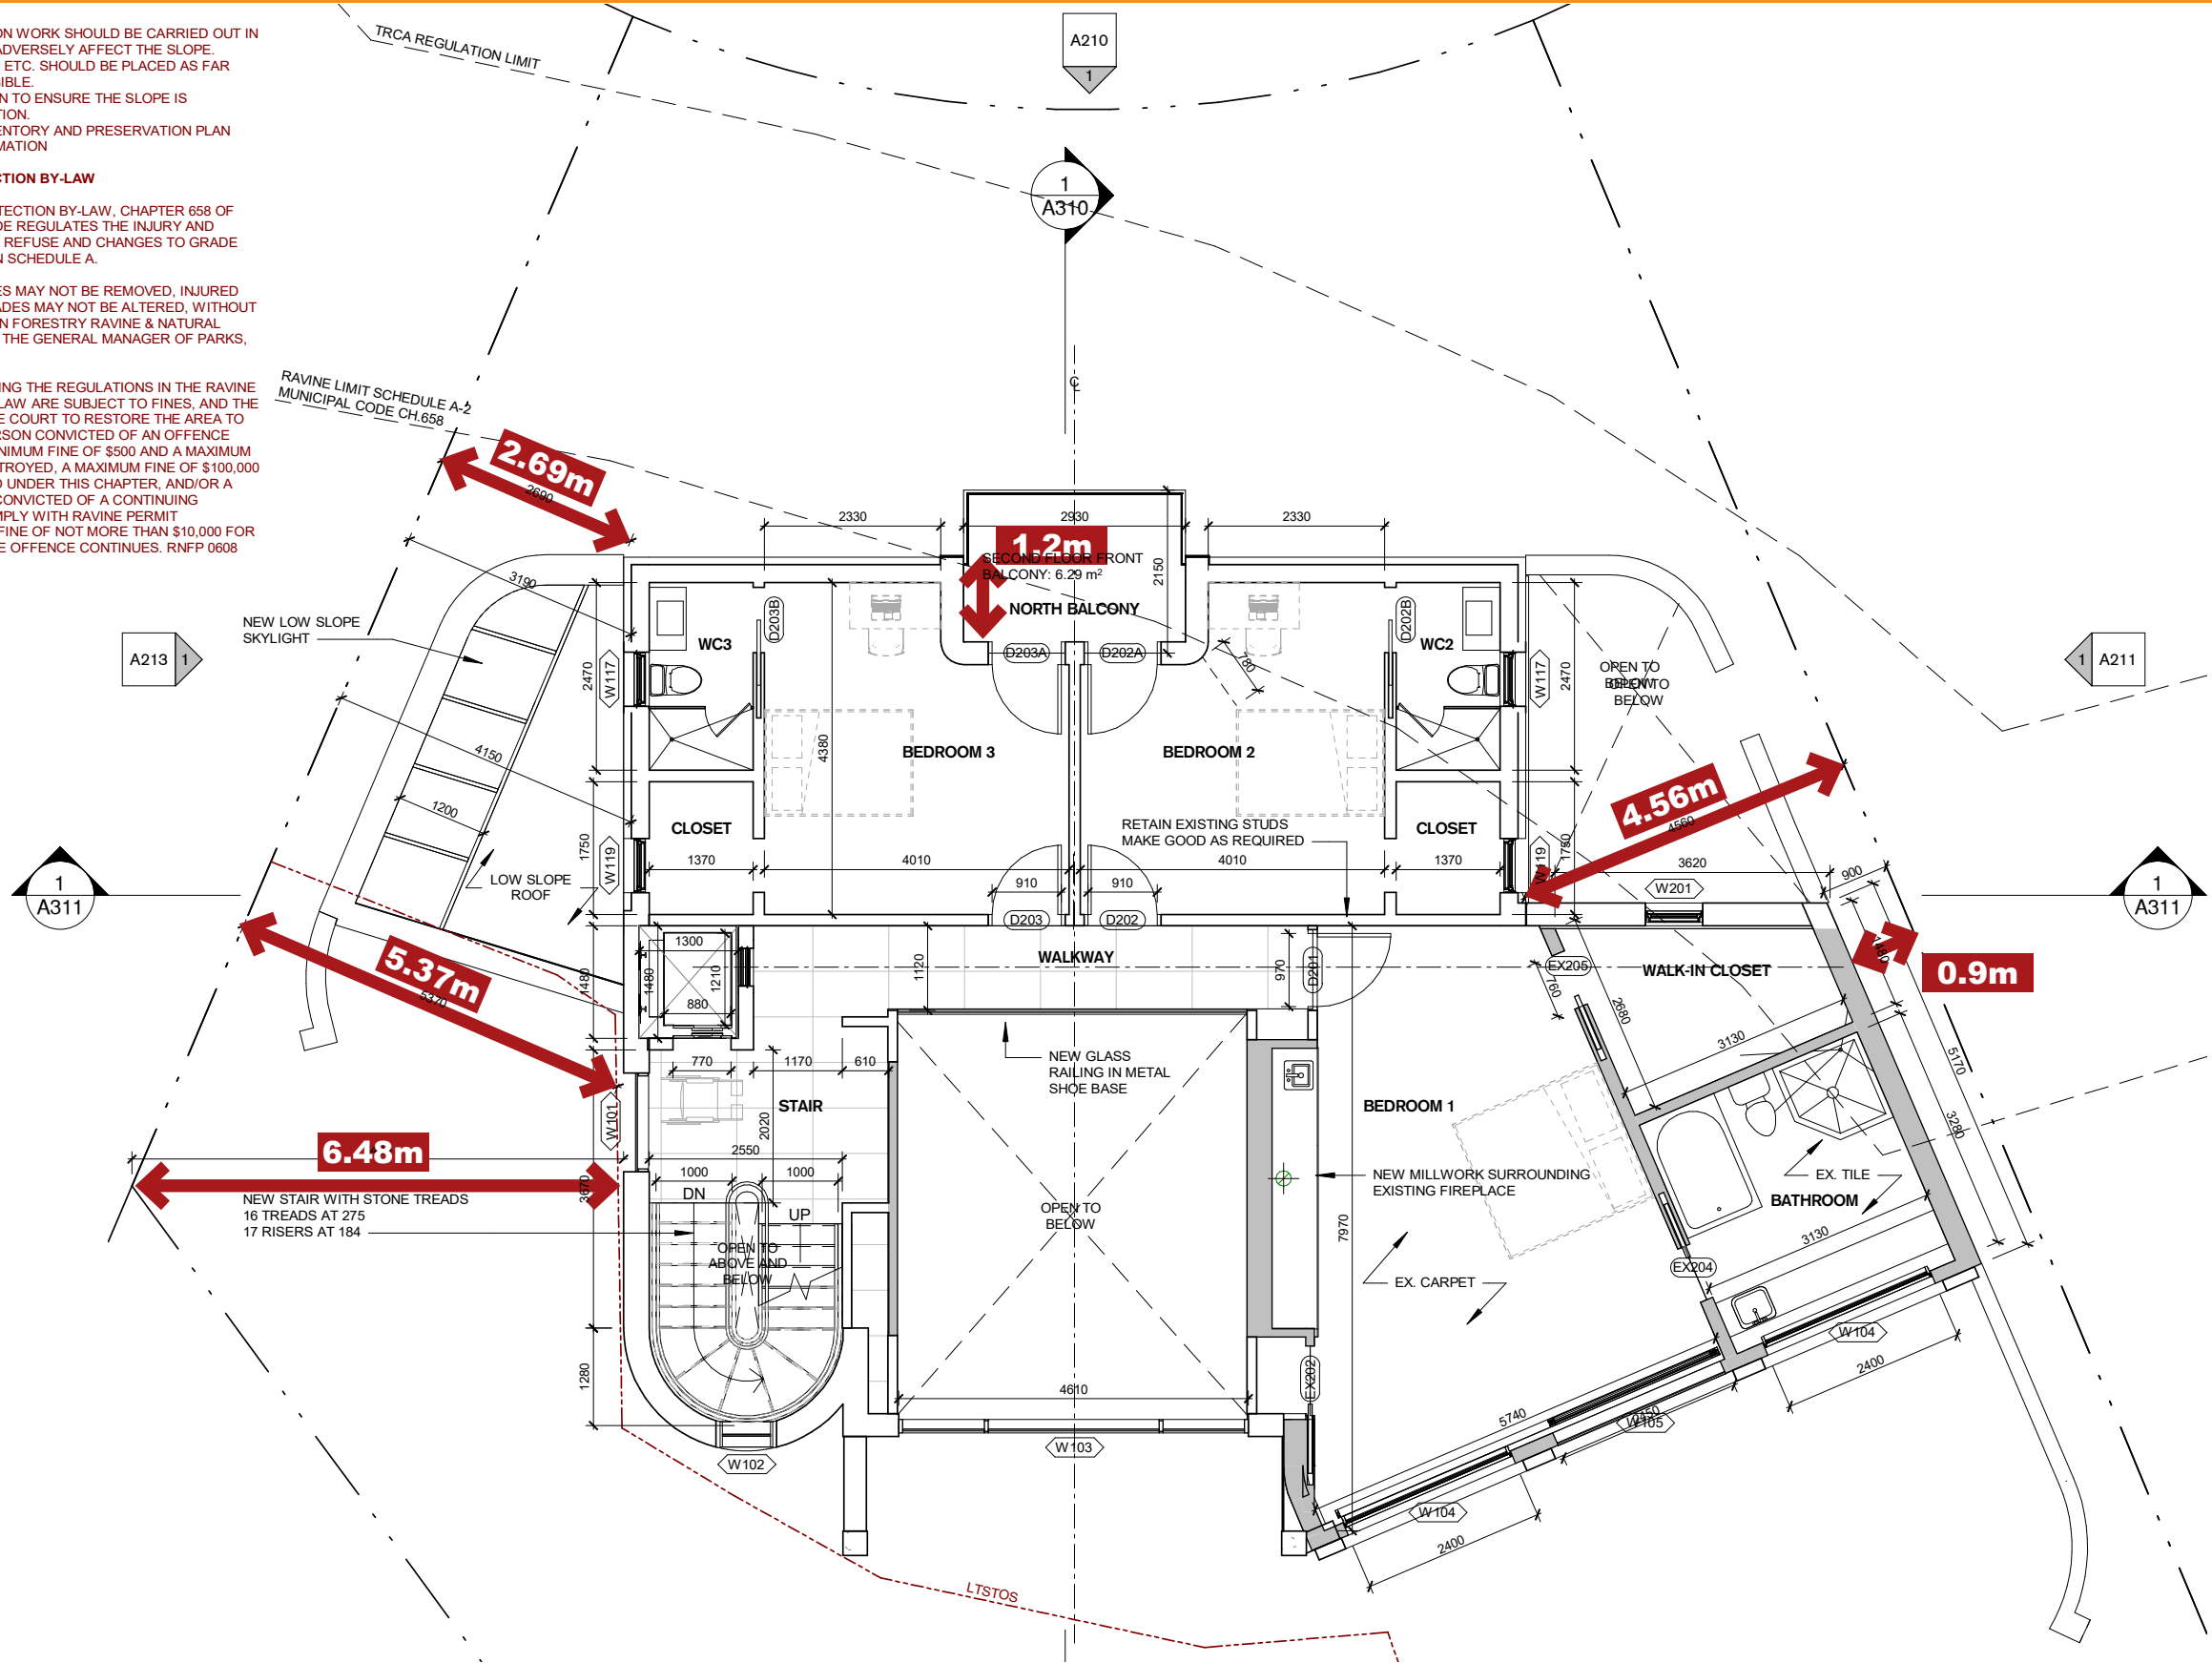 ON WORK SHOULD BE CARRIED OUT IN
ADVERSELY AFFECT THE SLOPE.
ETC. SHOULD BE PLACED AS FAR
SIBLE.
N TO ENSURE THE SLOPE IS
TION.
ENTORY AND PRESERVATION PLAN
MATION
CTION BY-LAW
TECTION BY-LAW, CHAPTER 658 OF
DE REGULATES THE INJURY AND
REFUSE AND CHANGES TO GRADE
N SCHEDULE A.
ES MAY NOT BE REMOVED, INJURED
ADES MAY NOT BE ALTERED, WITHOUT
N FORESTRY RAVINE & NATURAL
THE GENERAL MANAGER OF PARKS,
ING THE REGULATIONS IN THE RAVINE
LAW ARE SUBJECT TO FINES, AND THE
E COURT TO RESTORE THE AREA TO
RSON CONVICTED OF AN OFFENCE
NIMUM FINE OF $500 AND A MAXIMUM
TROYED, A MAXIMUM FINE OF $100,000
D UNDER THIS CHAPTER, AND/OR A
CONVICTED OF A CONTINUING
MPLY WITH RAVINE PERMIT
FINE OF NOT MORE THAN $10,000 FOR
E OFFENCE CONTINUES. RNFP 0608
TRCA REGULATION LIMIT
A210
1
1
A310
RAVINE LIMIT SCHEDULE A-2
MUNICIPAL CODE CH.658
2.69m
2690
2330
2930
2330
1.2m
SECOND FLOOR FRONT
BALCONY: 6.29 m²
2150
NORTH BALCONY
3190
NEW LOW SLOPE
SKYLIGHT
A213 1
1 A211
D203B
D202B
WC3
WC2
D203A
D202A
780
2470
W117
W117
2470
OPEN TO
BELOW
OPEN TO
BELOW
4150
4380
BEDROOM 3
BEDROOM 2
1200
4.56m
4560
CLOSET
CLOSET
RETAIN EXISTING STUDS
MAKE GOOD AS REQUIRED
1750
W119
W119
1750
1370
4010
4010
1370
3620
900
LOW SLOPE
ROOF
910
910
W201
1
A311
1
A311
D203
D202
5.37m
5370
1480
1300
1480
1210
880
1120
WALKWAY
970
D201
EX205
WALK-IN CLOSET
1480
0.9m
760
2680
3130
5170
NEW GLASS
RAILING IN METAL
SHOE BASE
770
1170
610
STAIR
2020
W101
BEDROOM 1
3280
6.48m
2550
1000
1000
DN
UP
3670
NEW STAIR WITH STONE TREADS
16 TREADS AT 275
17 RISERS AT 184
NEW MILLWORK SURROUNDING
EXISTING FIREPLACE
EX. TILE
BATHROOM
OPEN TO
BELOW
7970
3130
OPEN TO
ABOVE AND
BELOW
EX204
EX. CARPET
1280
W104
2400
EX202
4610
5740
W105
W103
W102
W104
2400
LTSTOS